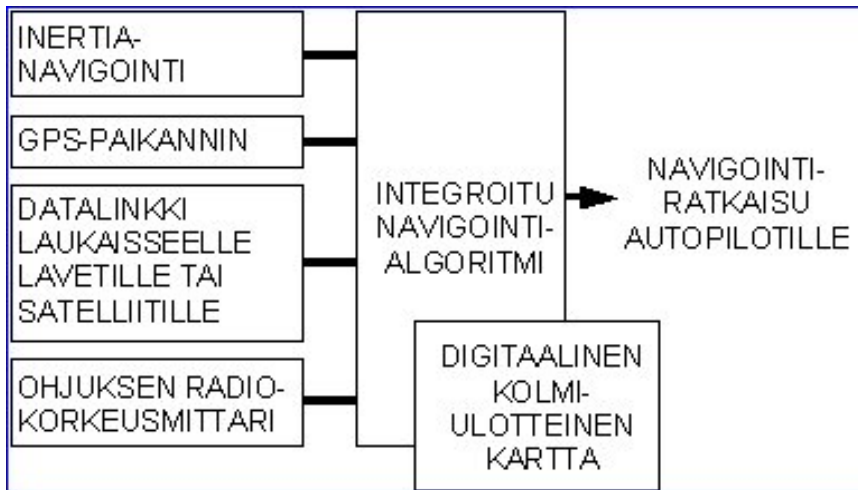 INERTIA-
NAVIGOINTI
GPS-PAIKANNIN
DATALINKKI
LAUKAISSEELLE
LAVETILLE TAI
SATELLIITILLE
OHJUKSEN RADIO-
KORKEUSMITTARI
INTEGROITU
NAVIGOINTI-
ALGORITMI
DIGITAALINEN
KOLMI-
ULOTTEINEN
KARTTA
NAVIGOINTI-
RATKAISU
AUTOPILOTILLE